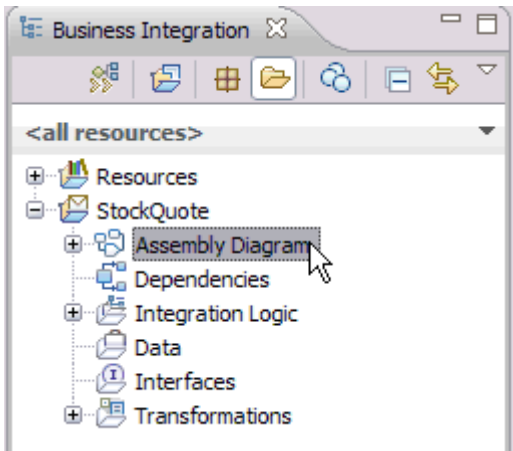 Business Integration
<all resources>
Resources
StockQuote
Assembly Diagram
Dependencies
Integration Logic
Data
Interfaces
Transformations